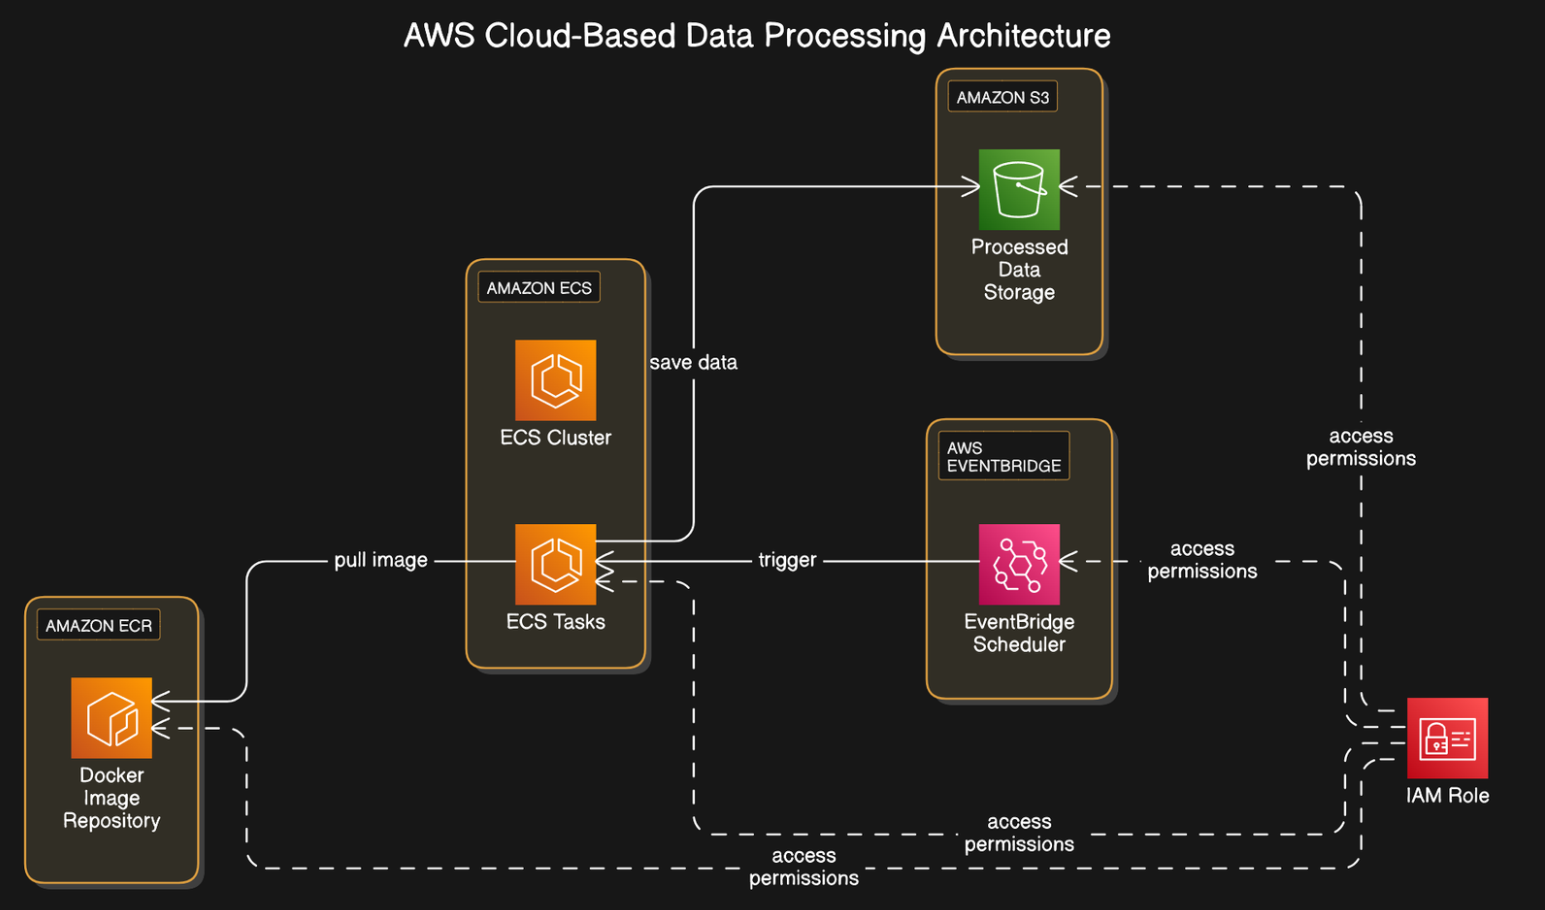 AWS Cloud-Based Data Processing Architecture
AMAZON S3
Processed
Data
Storage
AMAZON ECS
ECS Cluster
save data
AWS
EVENTBRIDGE
access
permissions
pull image
ECS Tasks
trigger
EventBridge
Scheduler
access
permissions
AMAZON ECR
Docker
Image
Repository
IAM Role
access
permissions
access
permissions